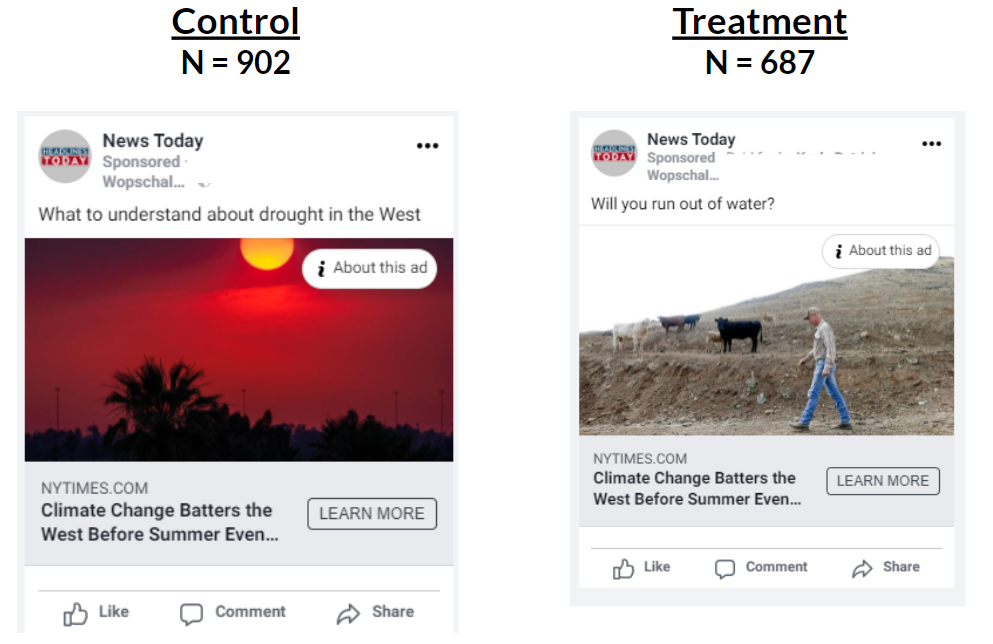 Control
N = 902
HEADLINES
TODAY
News Today
Sponsored ·
Wopschal...
What to understand about drought in the West
i About this ad
NYTIMES.COM
Climate Change Batters the
West Before Summer Even...
LEARN MORE
Like
Comment
Share
Treatment
N = 687
HEADLINES
TODAY
News Today
Sponsored
Wopschal...
Will you run out of water?
i About this ad
NYTIMES.COM
Climate Change Batters the
West Before Summer Even...
LEARN MORE
Like
Comment
Share